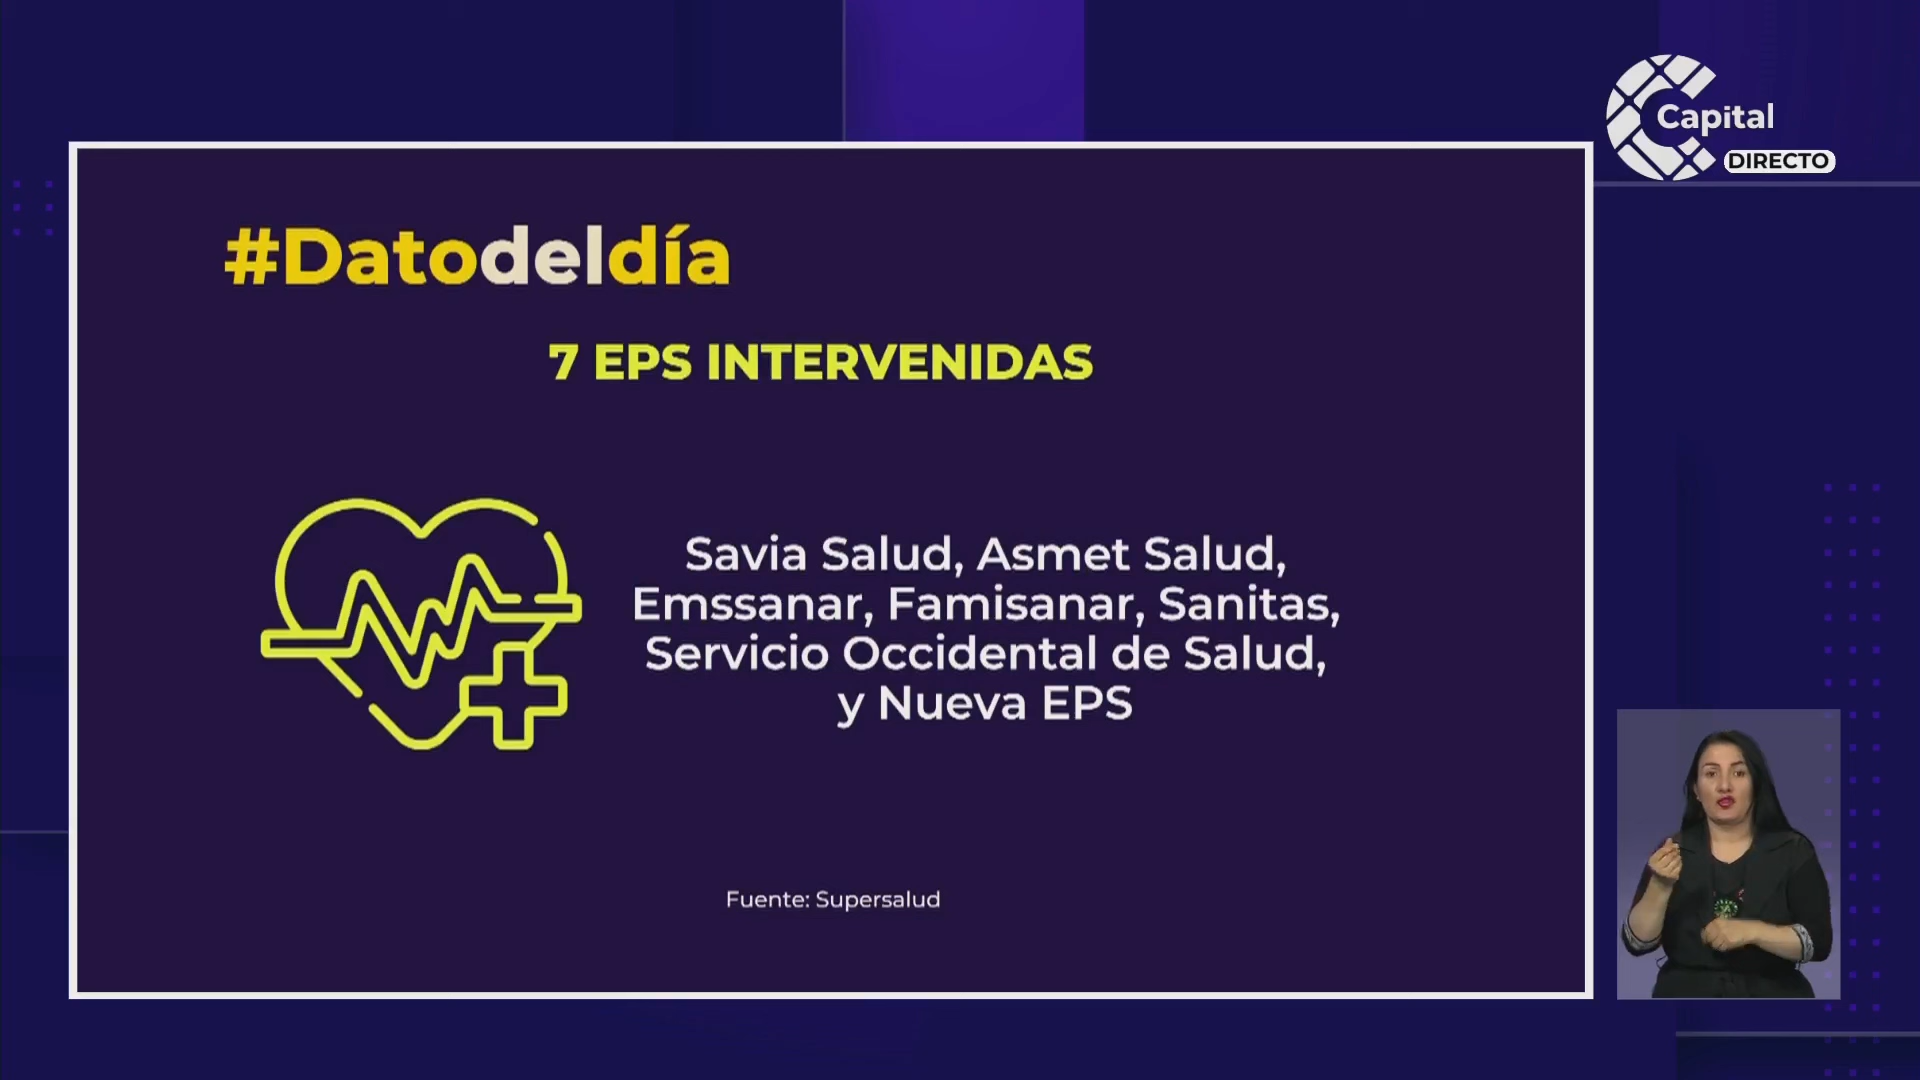 Capital
DIRECTO
#Datodeldía
7 EPS INTERVENIDAS
Savia Salud, Asmet Salud,
Emssanar, Famisanar, Sanitas,
Servicio Occidental de Salud,
y Nueva EPS
Fuente: Supersalud